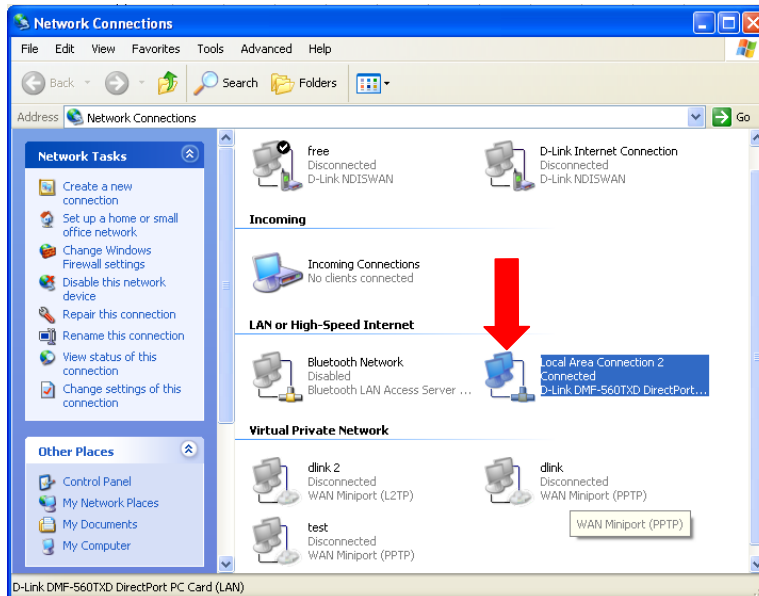 Network Connections
File Edit View Favorites Tools Advanced Help
Back Search Folders
Address Network Connections Go
Network Tasks
Create a new
connection
Set up a home or small
office network
Change Windows
Firewall settings
Disable this network
device
Repair this connection
Rename this connection
View status of this
connection
Change settings of this
connection
Other Places
Control Panel
My Network Places
My Documents
My Computer
free
Disconnected
D-Link NDISWAN
D-Link Internet Connection
Disconnected
D-Link NDISWAN
Incoming
Incoming Connections
No clients connected
LAN or High-Speed Internet
Bluetooth Network
Disabled
Bluetooth LAN Access Server ...
Local Area Connection 2
Connected
D-Link DMF-560TXD DirectPort...
Virtual Private Network
dlink 2
Disconnected
WAN Miniport (L2TP)
dlink
Disconnected
WAN Miniport (PPTP)
WAN Miniport (PPTP)
test
Disconnected
WAN Miniport (PPTP)
D-Link DMF-560TXD DirectPort PC Card (LAN)